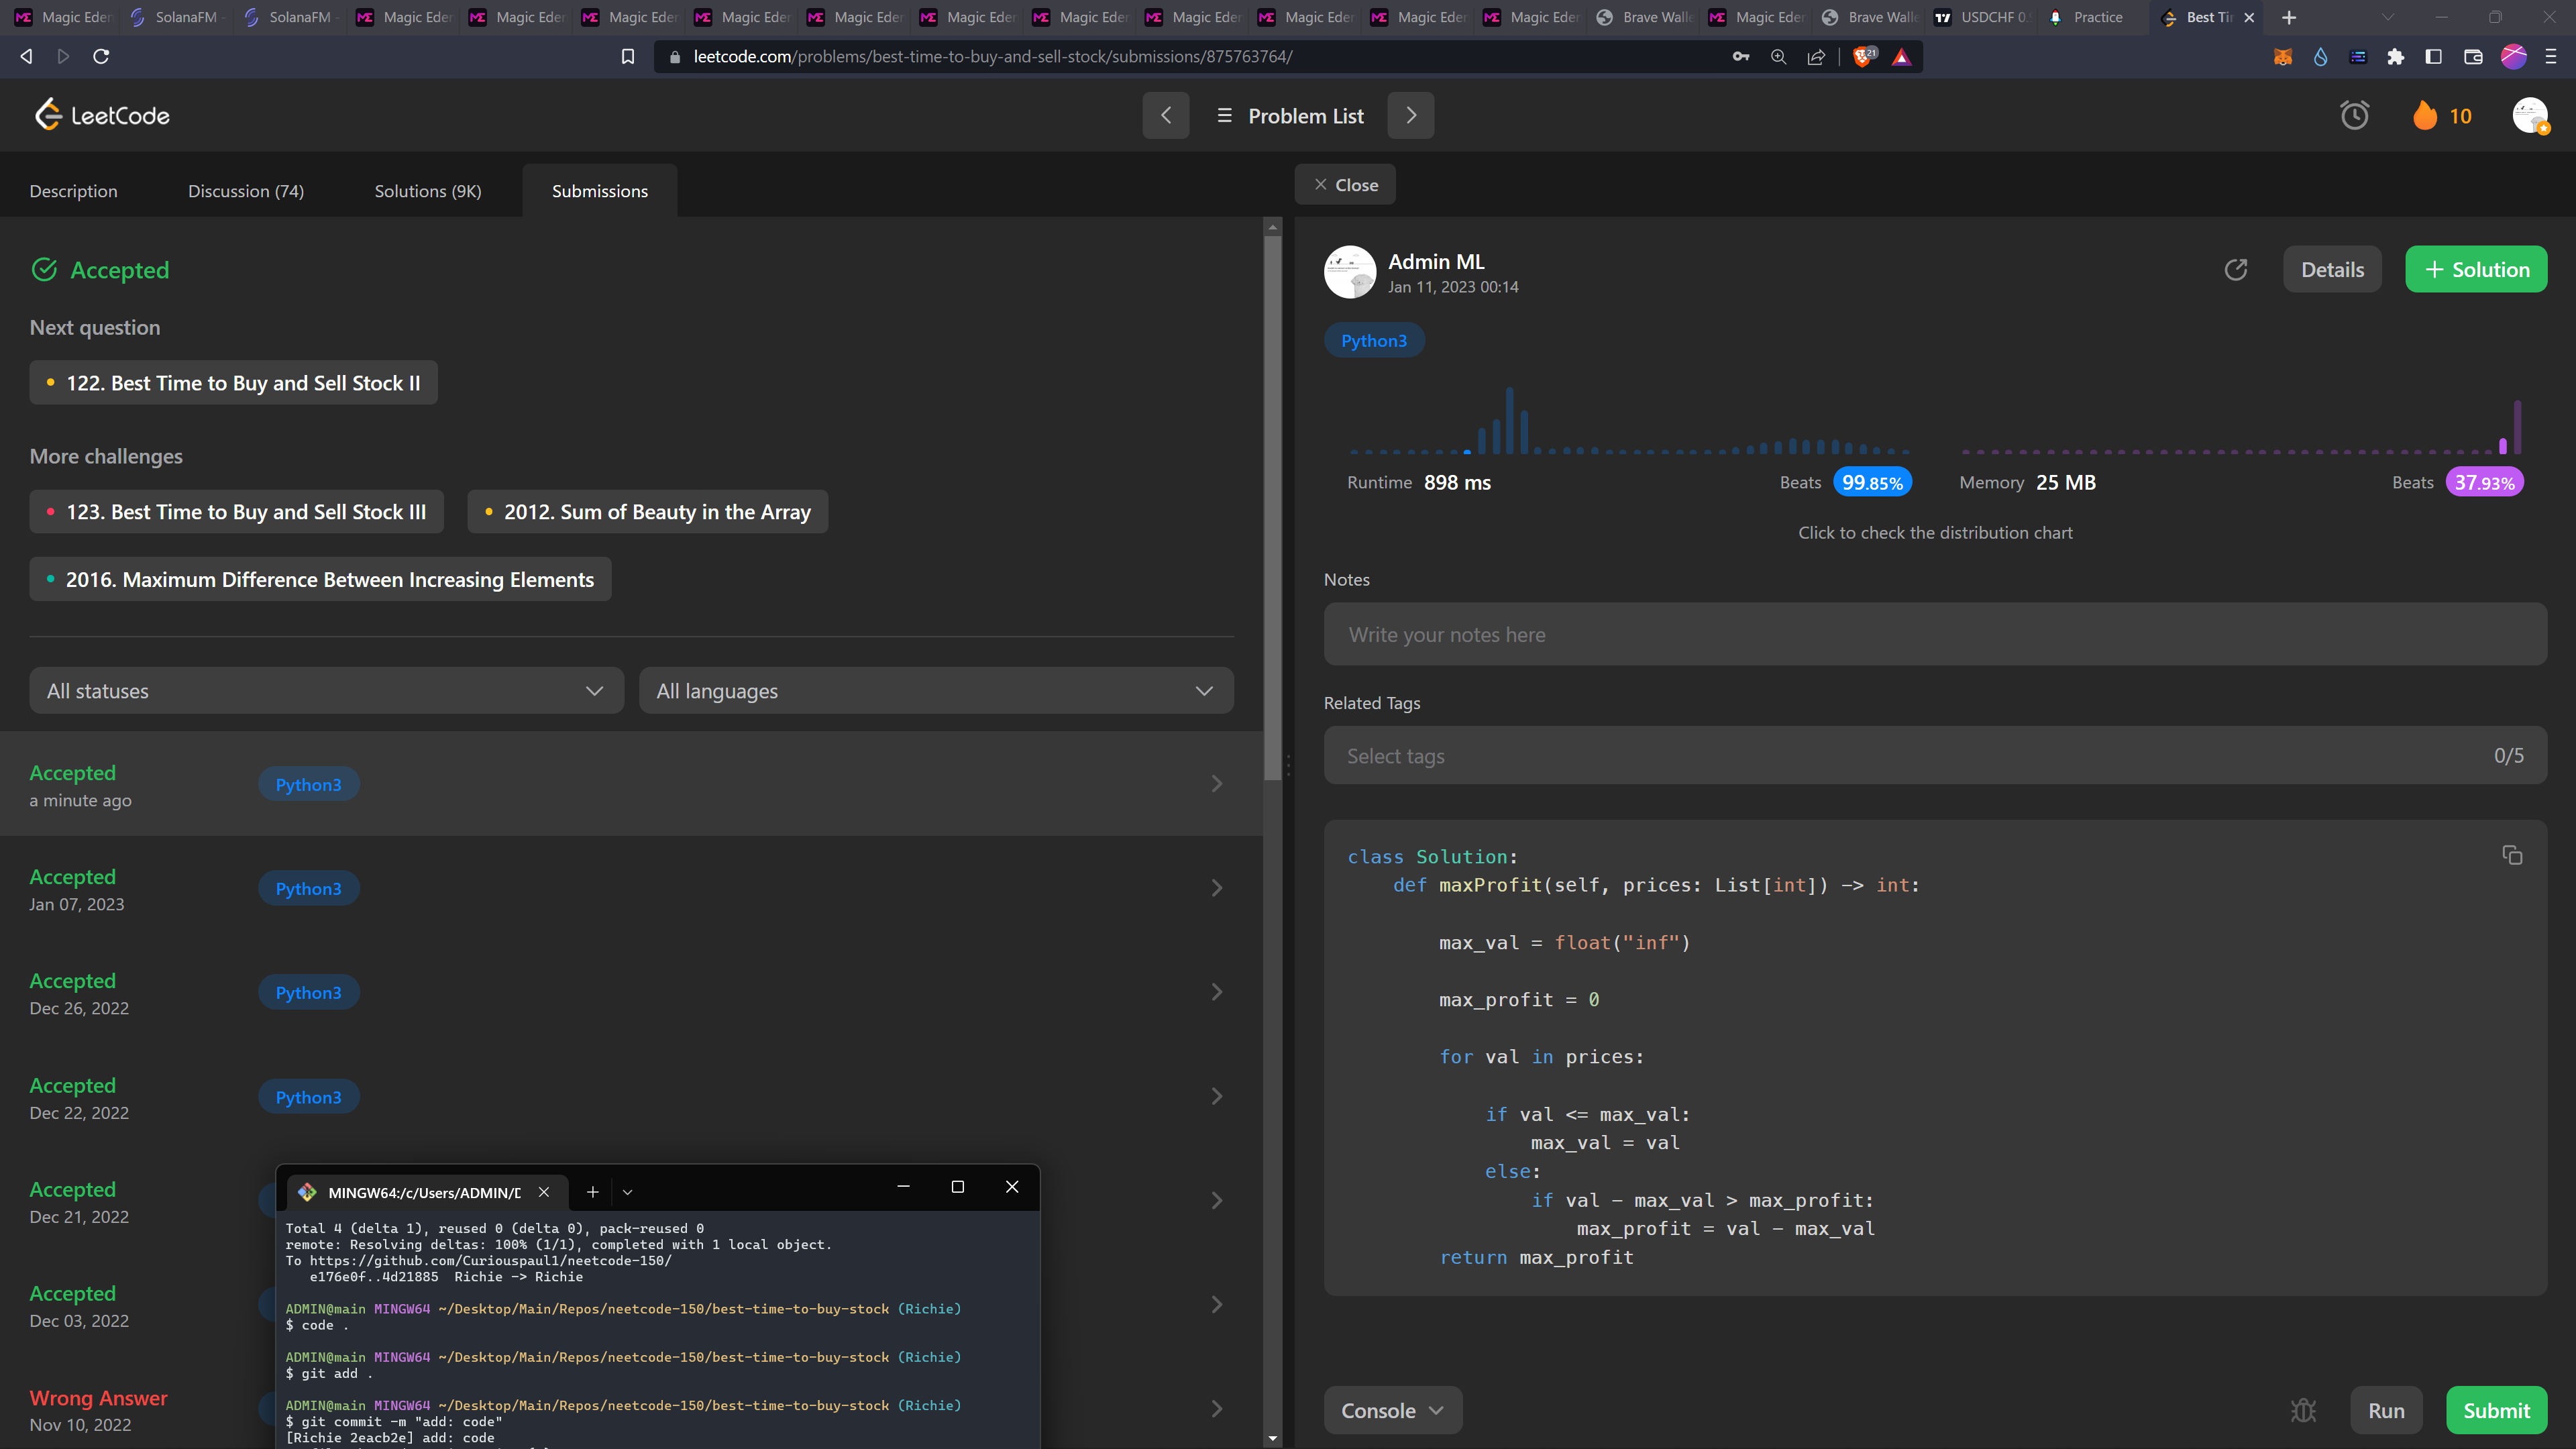 Magic Eden
SolanaFM
SolanaFM
Magic Eden
Magic Eden
Magic Eden
Magic Eden
Magic Eden
Magic Eden
Magic Eden
Magic Eden
Magic Eden
Magic Eden
Magic Eden
Brave Walle
Magic Eden
Brave Walle
USDCHF 0.
Practice
Best Ti
leetcode.com/problems/best-time-to-buy-and-sell-stock/submissions/875763764/
21
LeetCode
Problem List
10
Description
Discussion (74)
Solutions (9K)
Submissions
Close
Accepted
Next question
122. Best Time to Buy and Sell Stock II
More challenges
123. Best Time to Buy and Sell Stock III
2012. Sum of Beauty in the Array
2016. Maximum Difference Between Increasing Elements
All statuses
All languages
Accepted
a minute ago
Python3
Accepted
Jan 07, 2023
Python3
Accepted
Dec 26, 2022
Python3
Accepted
Dec 22, 2022
Python3
Accepted
Dec 21, 2022
Accepted
Dec 03, 2022
Wrong Answer
Nov 10, 2022
MINGW64:/c/Users/ADMIN/D
Total 4 (delta 1), reused 0 (delta 0), pack-reused 0
remote: Resolving deltas: 100% (1/1), completed with 1 local object.
To https://github.com/Curiouspaul1/neetcode-150/
e176e0f..4d21885  Richie -> Richie
ADMIN@main MINGW64 ~/Desktop/Main/Repos/neetcode-150/best-time-to-buy-stock (Richie)
$ code .
ADMIN@main MINGW64 ~/Desktop/Main/Repos/neetcode-150/best-time-to-buy-stock (Richie)
$ git add .
ADMIN@main MINGW64 ~/Desktop/Main/Repos/neetcode-150/best-time-to-buy-stock (Richie)
$ git commit -m "add: code"
[Richie 2eacb2e] add: code
Admin ML
Jan 11, 2023 00:14
Details
+ Solution
Python3
Runtime 898 ms
Beats 99.85%
Memory 25 MB
Beats 37.93%
Click to check the distribution chart
Notes
Write your notes here
Related Tags
Select tags
0/5
class Solution:
def maxProfit(self, prices: List[int]) -> int:
max_val = float("inf")
max_profit = 0
for val in prices:
if val <= max_val:
max_val = val
else:
if val - max_val > max_profit:
max_profit = val - max_val
return max_profit
Console
Run
Submit